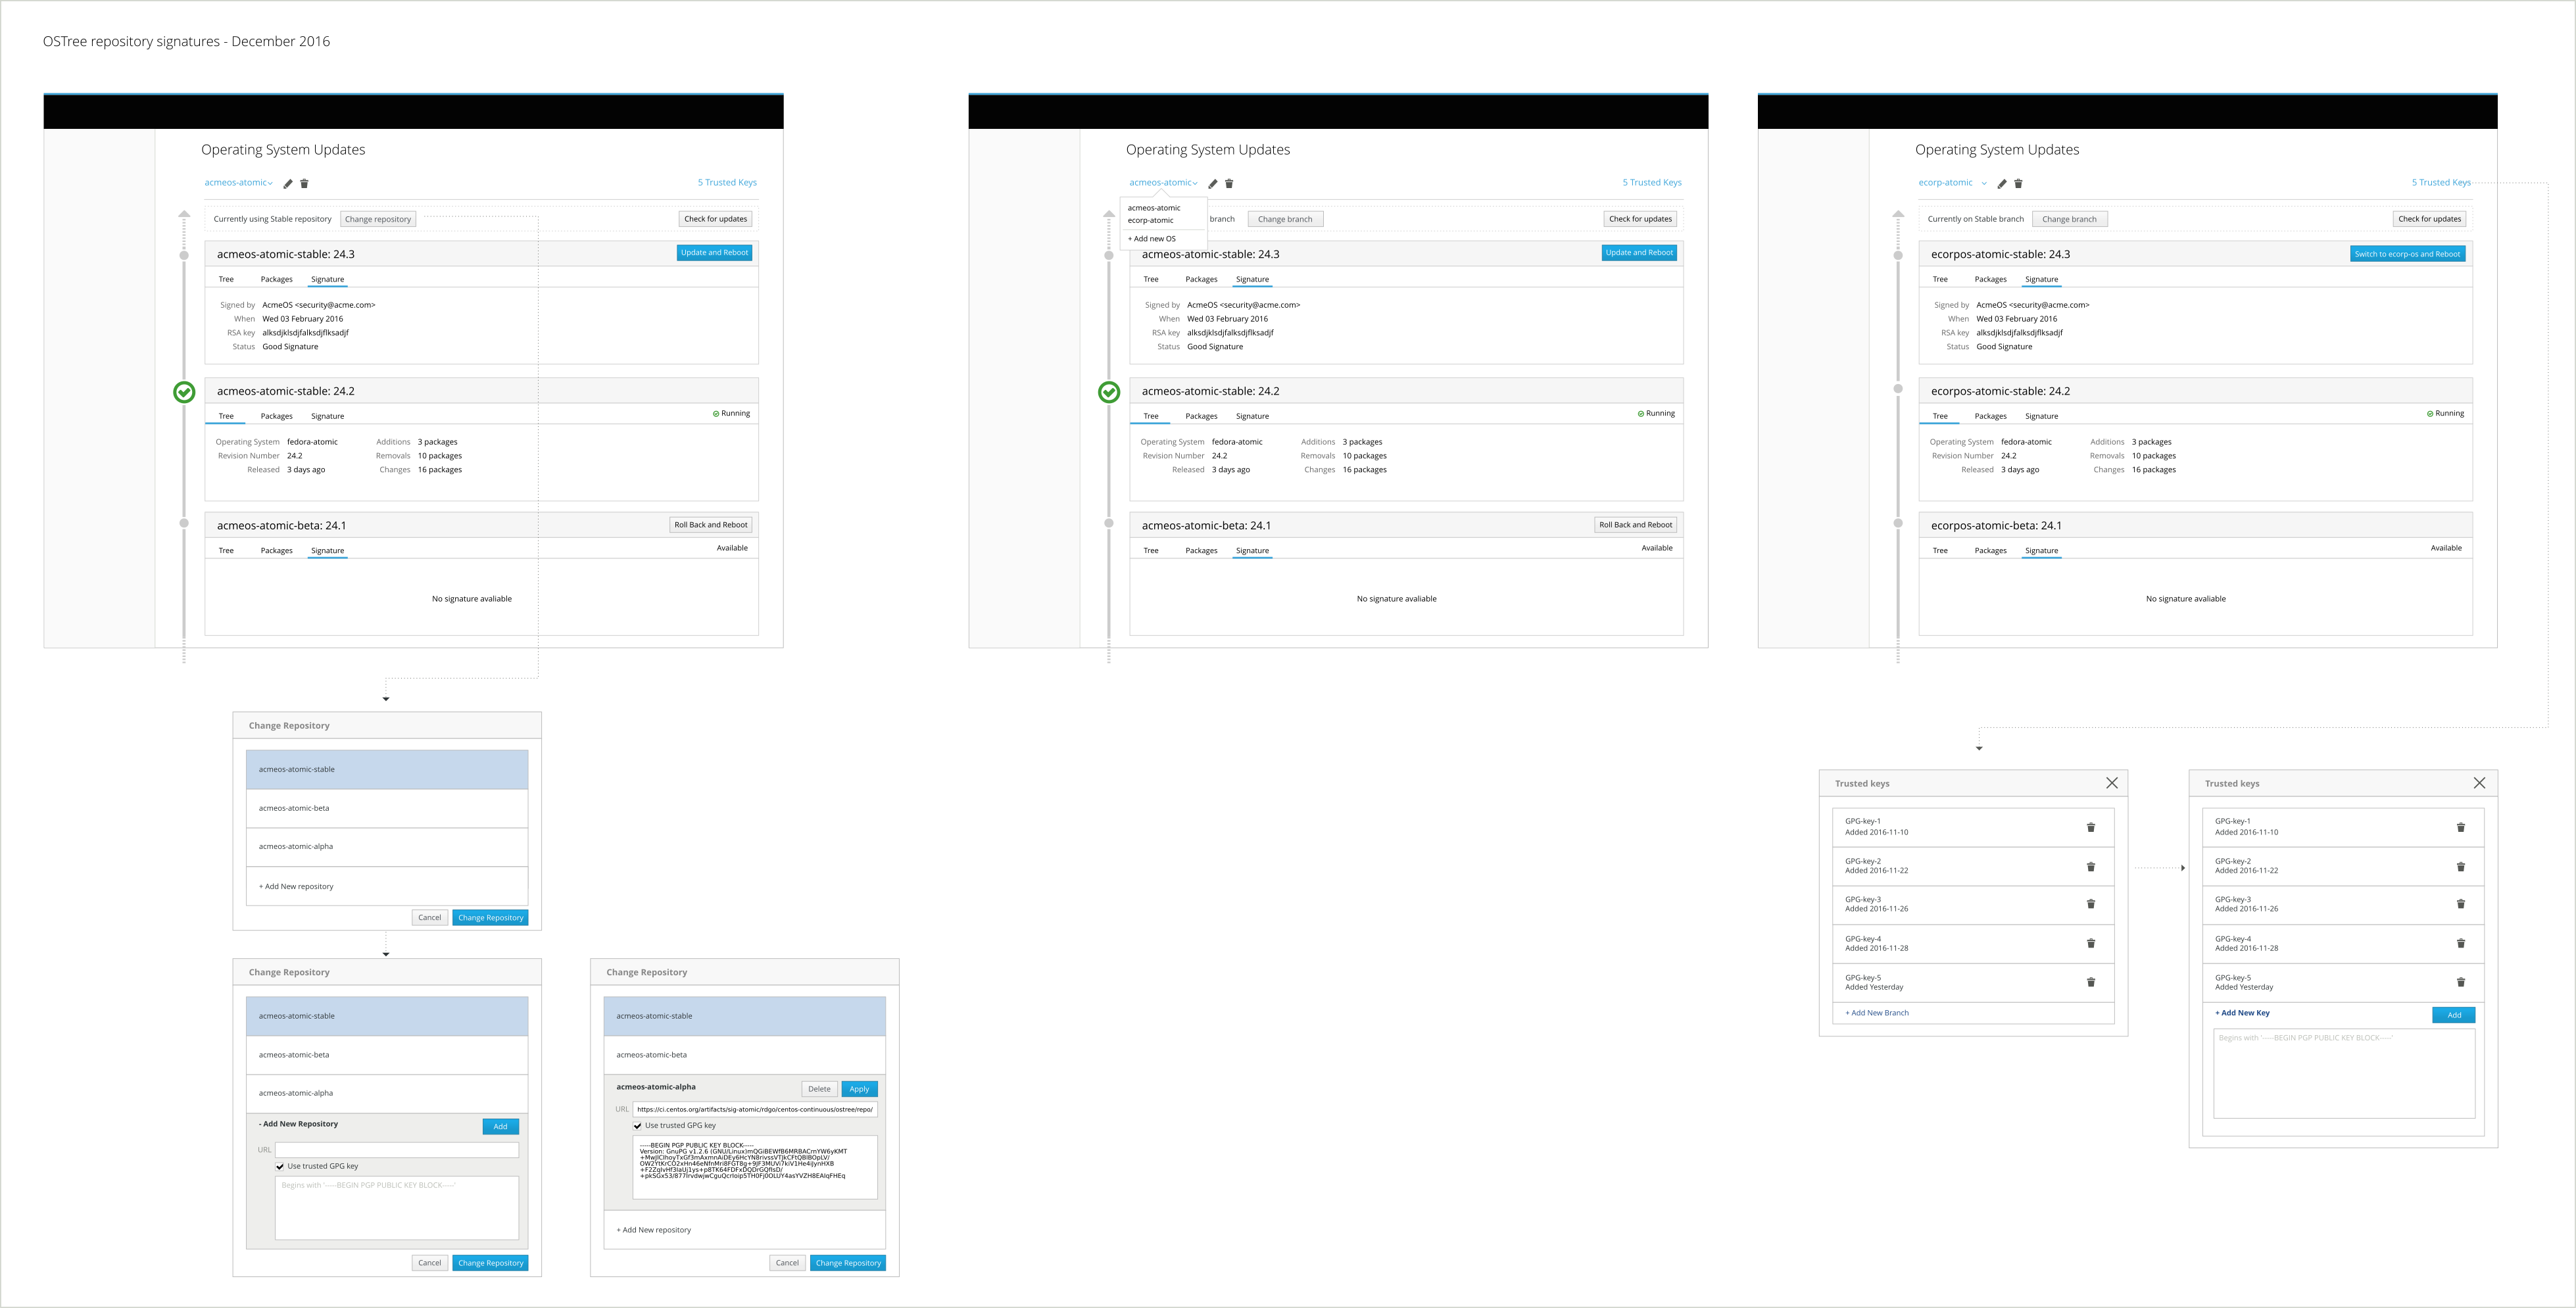 OSTree repository signatures - December 2016
Operating System Updates
acmeos-atomic
5 Trusted Keys
Currently using Stable repository
Change repository
Check for updates
acmeos-atomic-stable: 24.3
Update and Reboot
Tree Packages Signature
Signed by AcmeOS <security@acme.com>
When Wed 03 February 2016
RSA key alksdjklsdjfalksdjflksadjf
Status Good Signature
acmeos-atomic-stable: 24.2
Tree Packages Signature
Running
Operating System fedora-atomic Additions 3 packages
Revision Number 24.2 Removals 10 packages
Released 3 days ago Changes 16 packages
acmeos-atomic-beta: 24.1
Roll Back and Reboot
Tree Packages Signature
Available
No signature avaliable
Operating System Updates
acmeos-atomic
5 Trusted Keys
acmeos-atomic
ecorp-atomic
+ Add new OS
branch
Change branch
Check for updates
acmeos-atomic-stable: 24.3
Update and Reboot
Tree Packages Signature
Signed by AcmeOS <security@acme.com>
When Wed 03 February 2016
RSA key alksdjklsdjfalksdjflksadjf
Status Good Signature
acmeos-atomic-stable: 24.2
Tree Packages Signature
Running
Operating System fedora-atomic Additions 3 packages
Revision Number 24.2 Removals 10 packages
Released 3 days ago Changes 16 packages
acmeos-atomic-beta: 24.1
Roll Back and Reboot
Tree Packages Signature
Available
No signature avaliable
Operating System Updates
ecorp-atomic
5 Trusted Keys
Currently on Stable branch
Change branch
Check for updates
ecorpos-atomic-stable: 24.3
Switch to ecorp-os and Reboot
Tree Packages Signature
Signed by AcmeOS <security@acme.com>
When Wed 03 February 2016
RSA key alksdjklsdjfalksdjflksadjf
Status Good Signature
ecorpos-atomic-stable: 24.2
Tree Packages Signature
Running
Operating System fedora-atomic Additions 3 packages
Revision Number 24.2 Removals 10 packages
Released 3 days ago Changes 16 packages
ecorpos-atomic-beta: 24.1
Tree Packages Signature
Available
No signature avaliable
Change Repository
acmeos-atomic-stable
acmeos-atomic-beta
acmeos-atomic-alpha
+ Add New repository
Cancel Change Repository
Change Repository
acmeos-atomic-stable
acmeos-atomic-beta
acmeos-atomic-alpha
- Add New Repository
Add
URL
Use trusted GPG key
Begins with '-----BEGIN PGP PUBLIC KEY BLOCK-----'
Cancel Change Repository
Change Repository
acmeos-atomic-stable
acmeos-atomic-beta
acmeos-atomic-alpha
Delete Apply
URL https://ci.centos.org/artifacts/sig-atomic/rdgo/centos-continuous/ostree/repo/
Use trusted GPG key
-----BEGIN PGP PUBLIC KEY BLOCK-----
Version: GnuPG v1.2.6
+ Add New repository
Cancel Change Repository
Trusted keys
GPG-key-1
Added 2016-11-10
GPG-key-2
Added 2016-11-22
GPG-key-3
Added 2016-11-26
GPG-key-4
Added 2016-11-28
GPG-key-5
Added Yesterday
+ Add New Branch
Trusted keys
GPG-key-1
Added 2016-11-10
GPG-key-2
Added 2016-11-22
GPG-key-3
Added 2016-11-26
GPG-key-4
Added 2016-11-28
GPG-key-5
Added Yesterday
+ Add New Key
Add
Begins with '-----BEGIN PGP PUBLIC KEY BLOCK-----'